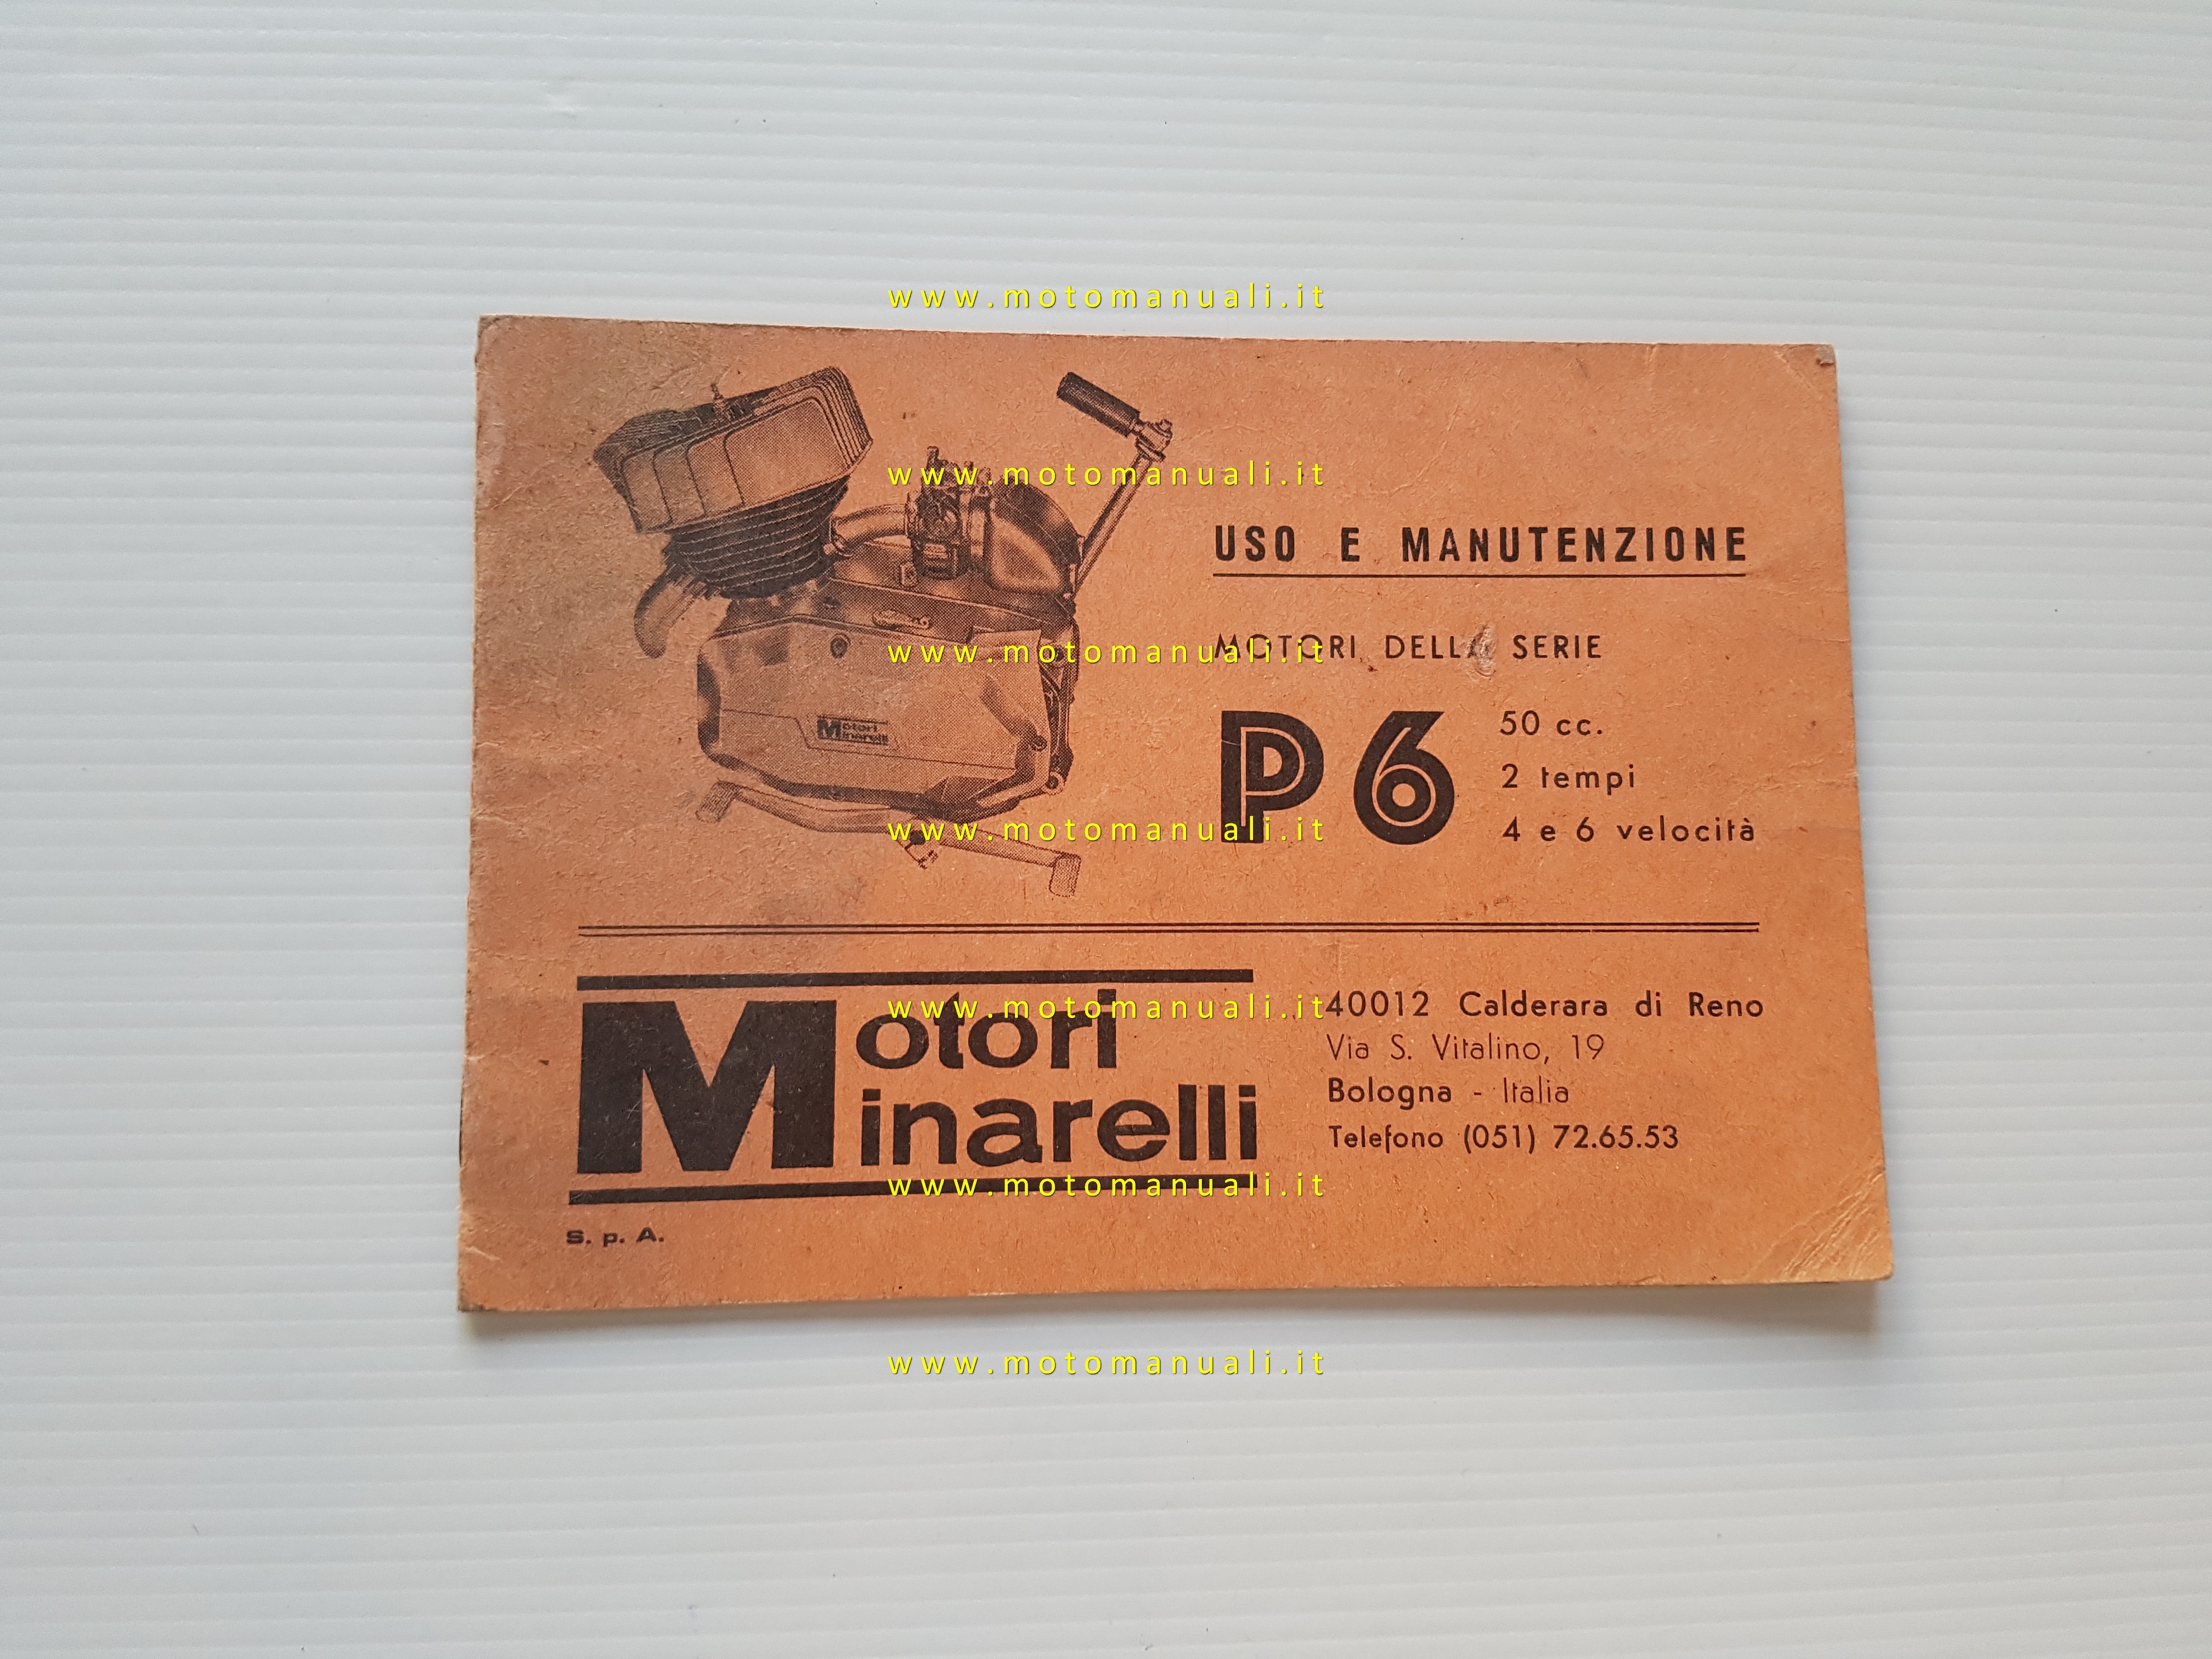 www.motomanuali.it
www.motomanuali.it
USO E MANUTENZIONE
MOTORI DELLA SERIE
www.motomanuali.it
P6
50 cc.
2 tempi
4 e 6 velocità
Motori
Minarelli
www.motomanuali.it
Motori
Minarelli
S. p. A.
www.motomanuali.it
40012 Calderara di Reno
Via S. Vitalino, 19
Bologna - Italia
Telefono (051) 72.65.53
www.motomanuali.it
www.motomanuali.it